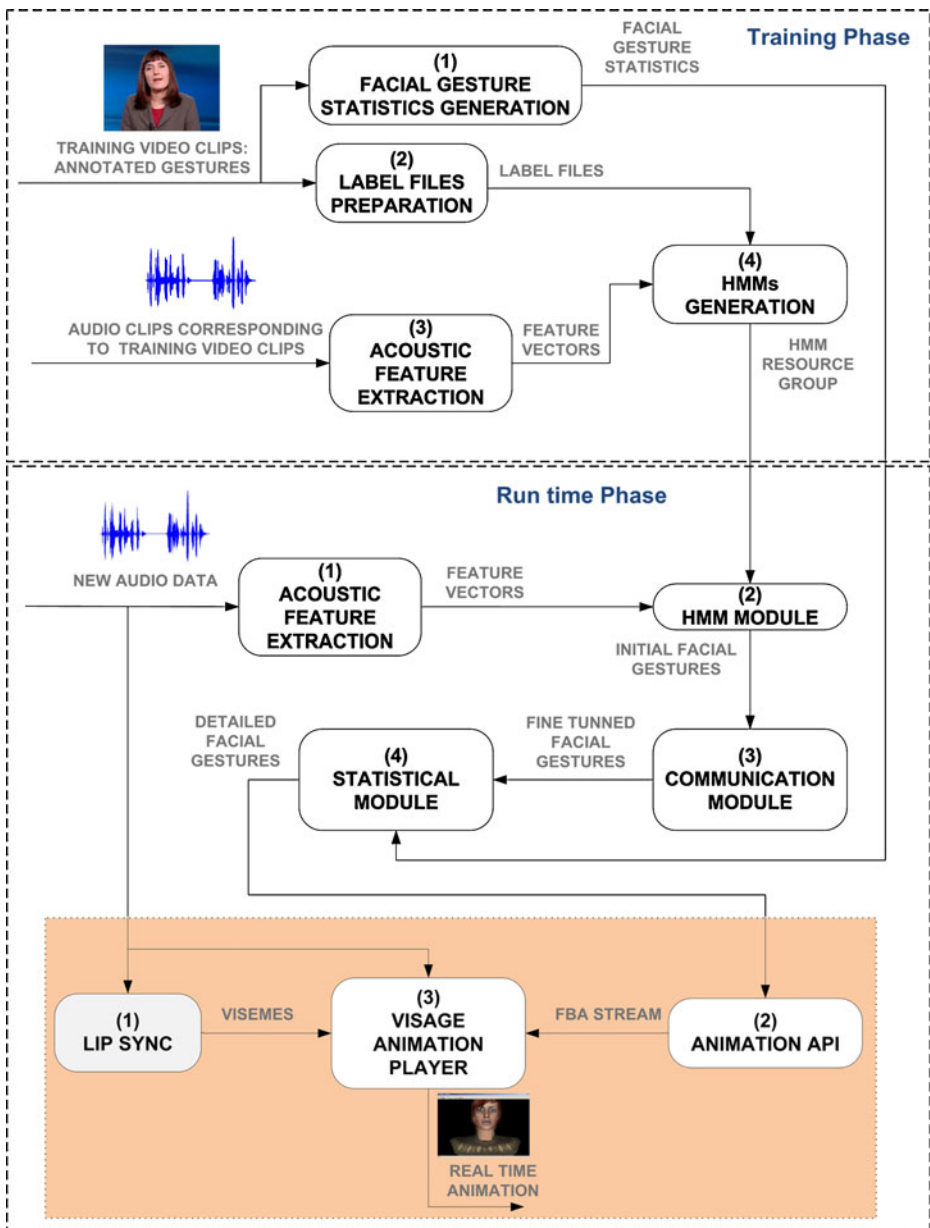 Training Phase
FACIAL
GESTURE
STATISTICS
(1)
FACIAL GESTURE
STATISTICS GENERATION
TRAINING VIDEO CLIPS:
ANNOTATED GESTURES
(2)
LABEL FILES
PREPARATION
LABEL FILES
(4)
HMMs
GENERATION
AUDIO CLIPS CORRESPONDING
TO TRAINING VIDEO CLIPS
(3)
ACOUSTIC
FEATURE
EXTRACTION
FEATURE
VECTORS
HMM
RESOURCE
GROUP
Run time Phase
NEW AUDIO DATA
(1)
ACOUSTIC
FEATURE
EXTRACTION
FEATURE
VECTORS
(2)
HMM MODULE
INITIAL FACIAL
GESTURES
DETAILED
FACIAL
GESTURES
(4)
STATISTICAL
MODULE
FINE TUNNED
FACIAL
GESTURES
(3)
COMMUNICATION
MODULE
(1)
LIP SYNC
VISEMES
(3)
VISAGE
ANIMATION
PLAYER
FBA STREAM
(2)
ANIMATION API
REAL TIME
ANIMATION